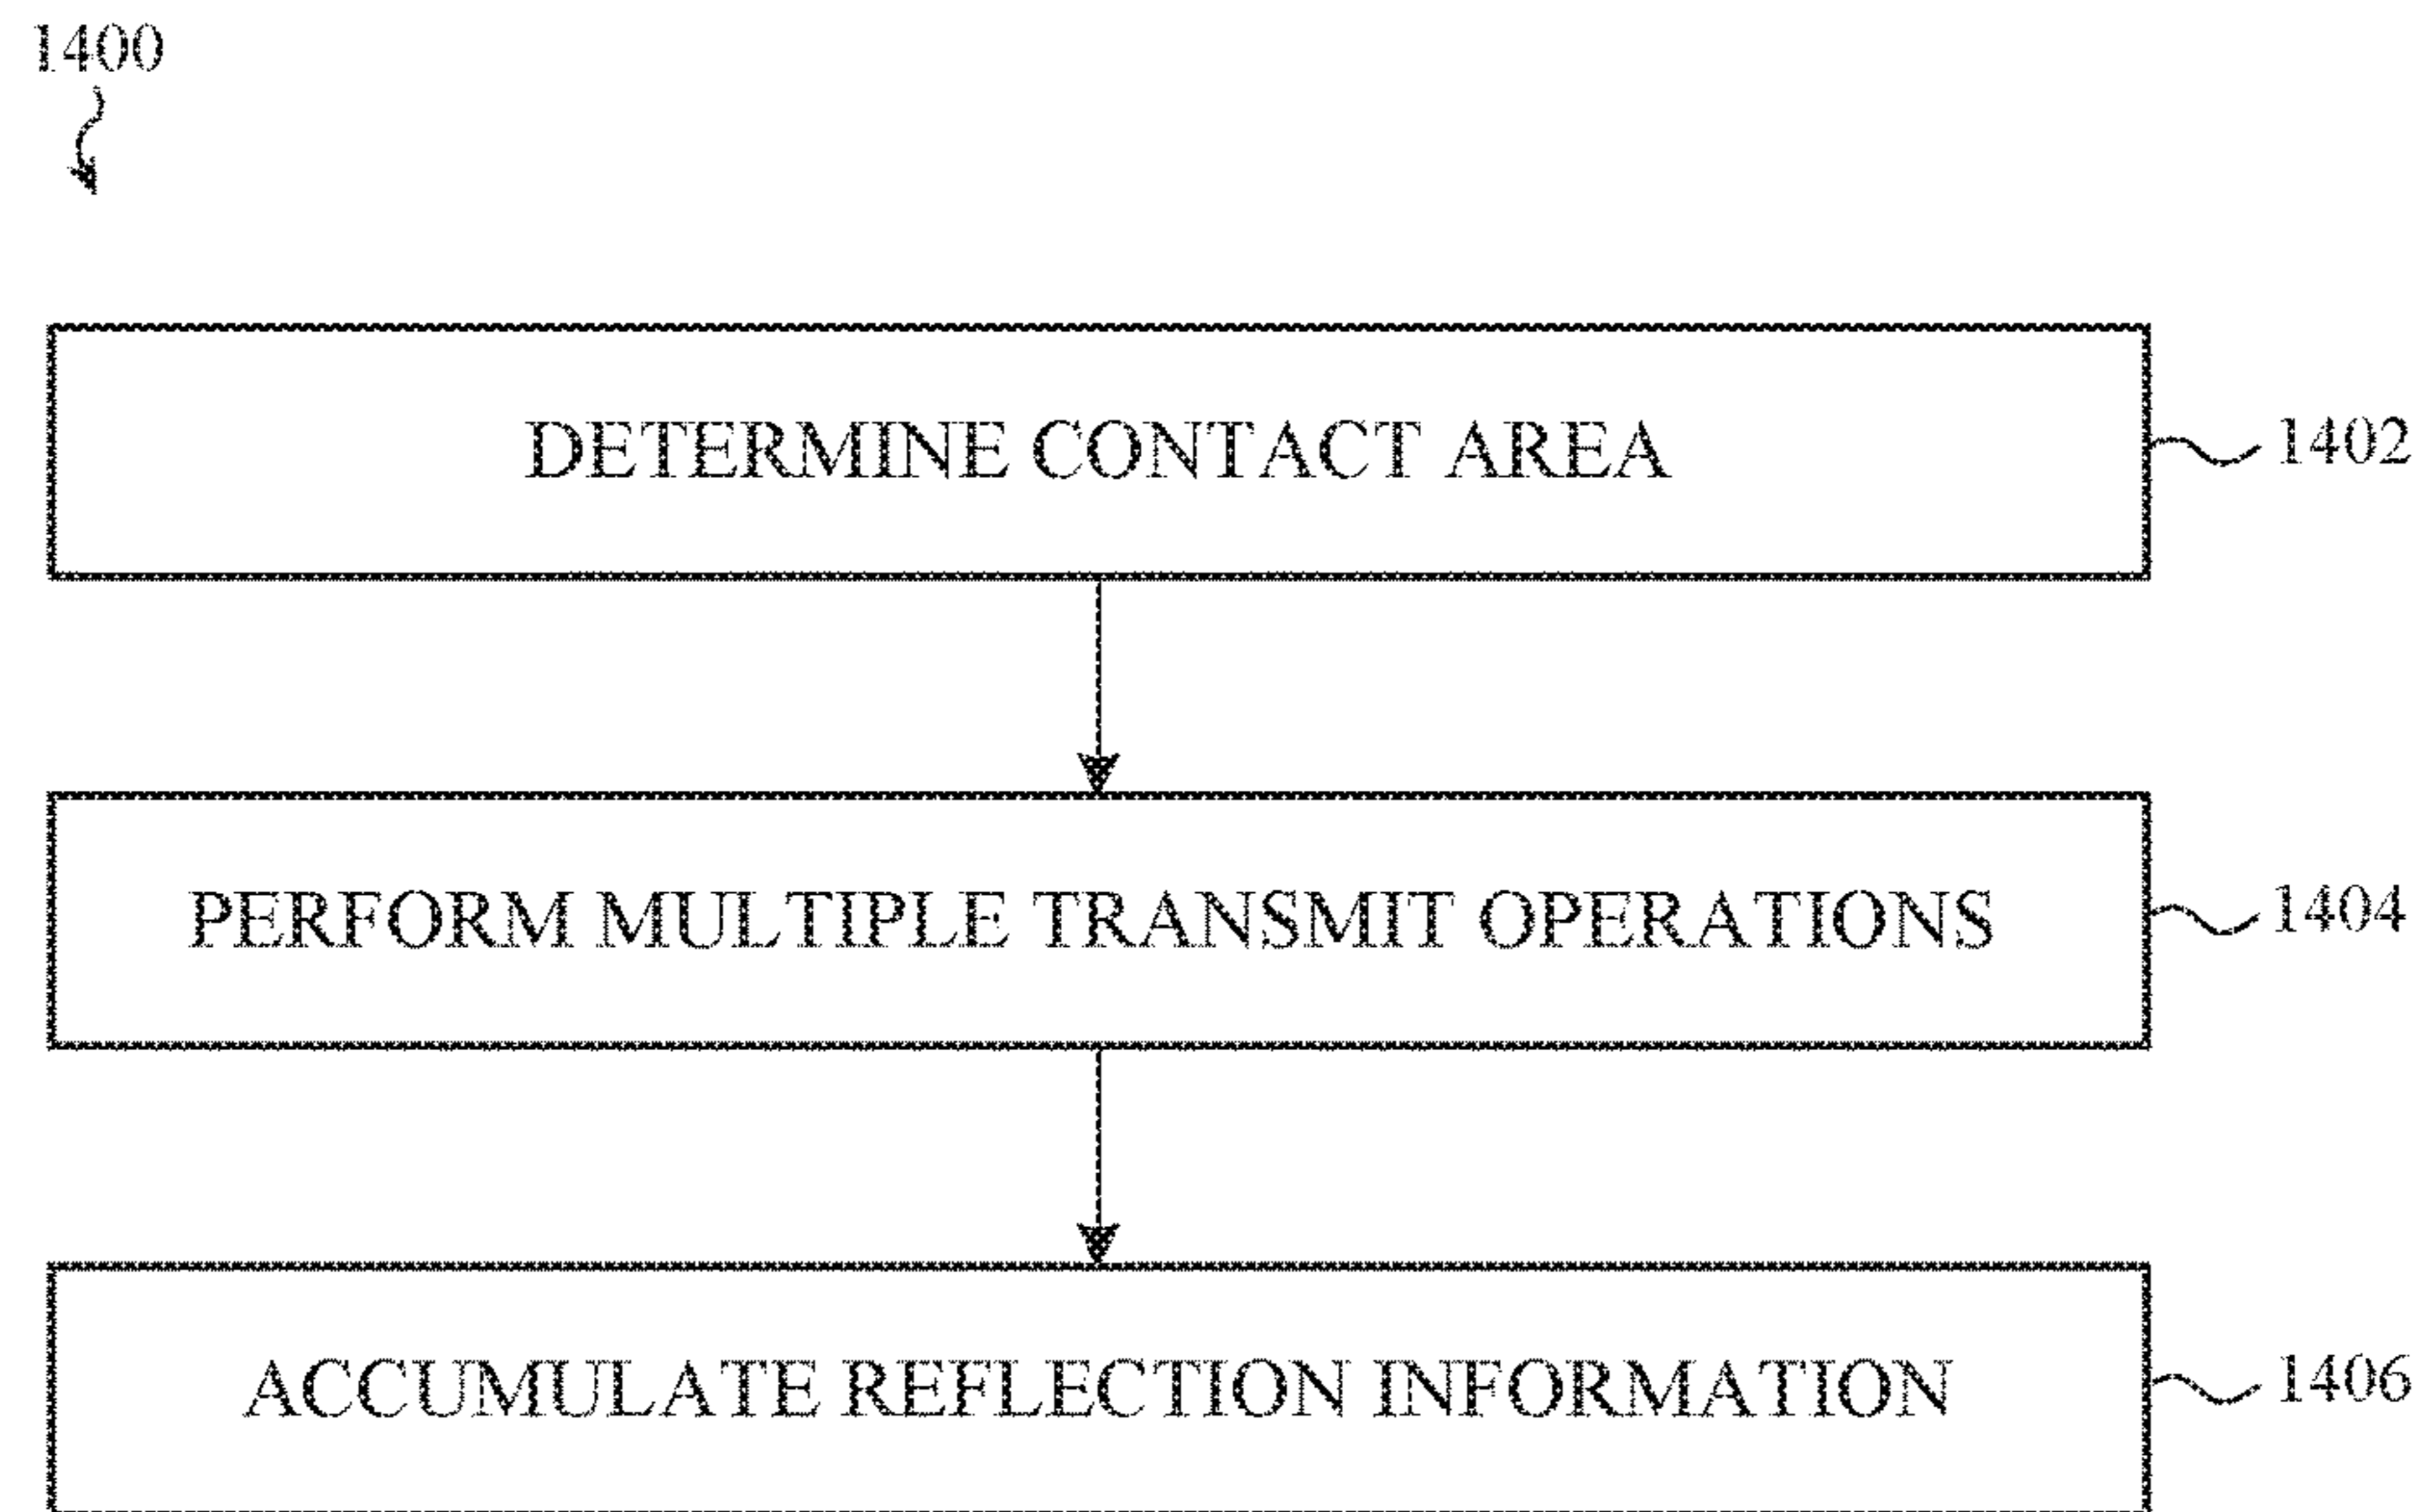 1400
DETERMINE CONTACT AREA
1402
PERFORM MULTIPLE TRANSMIT OPERATIONS
1404
ACCUMULATE REFLECTION INFORMATION
1406